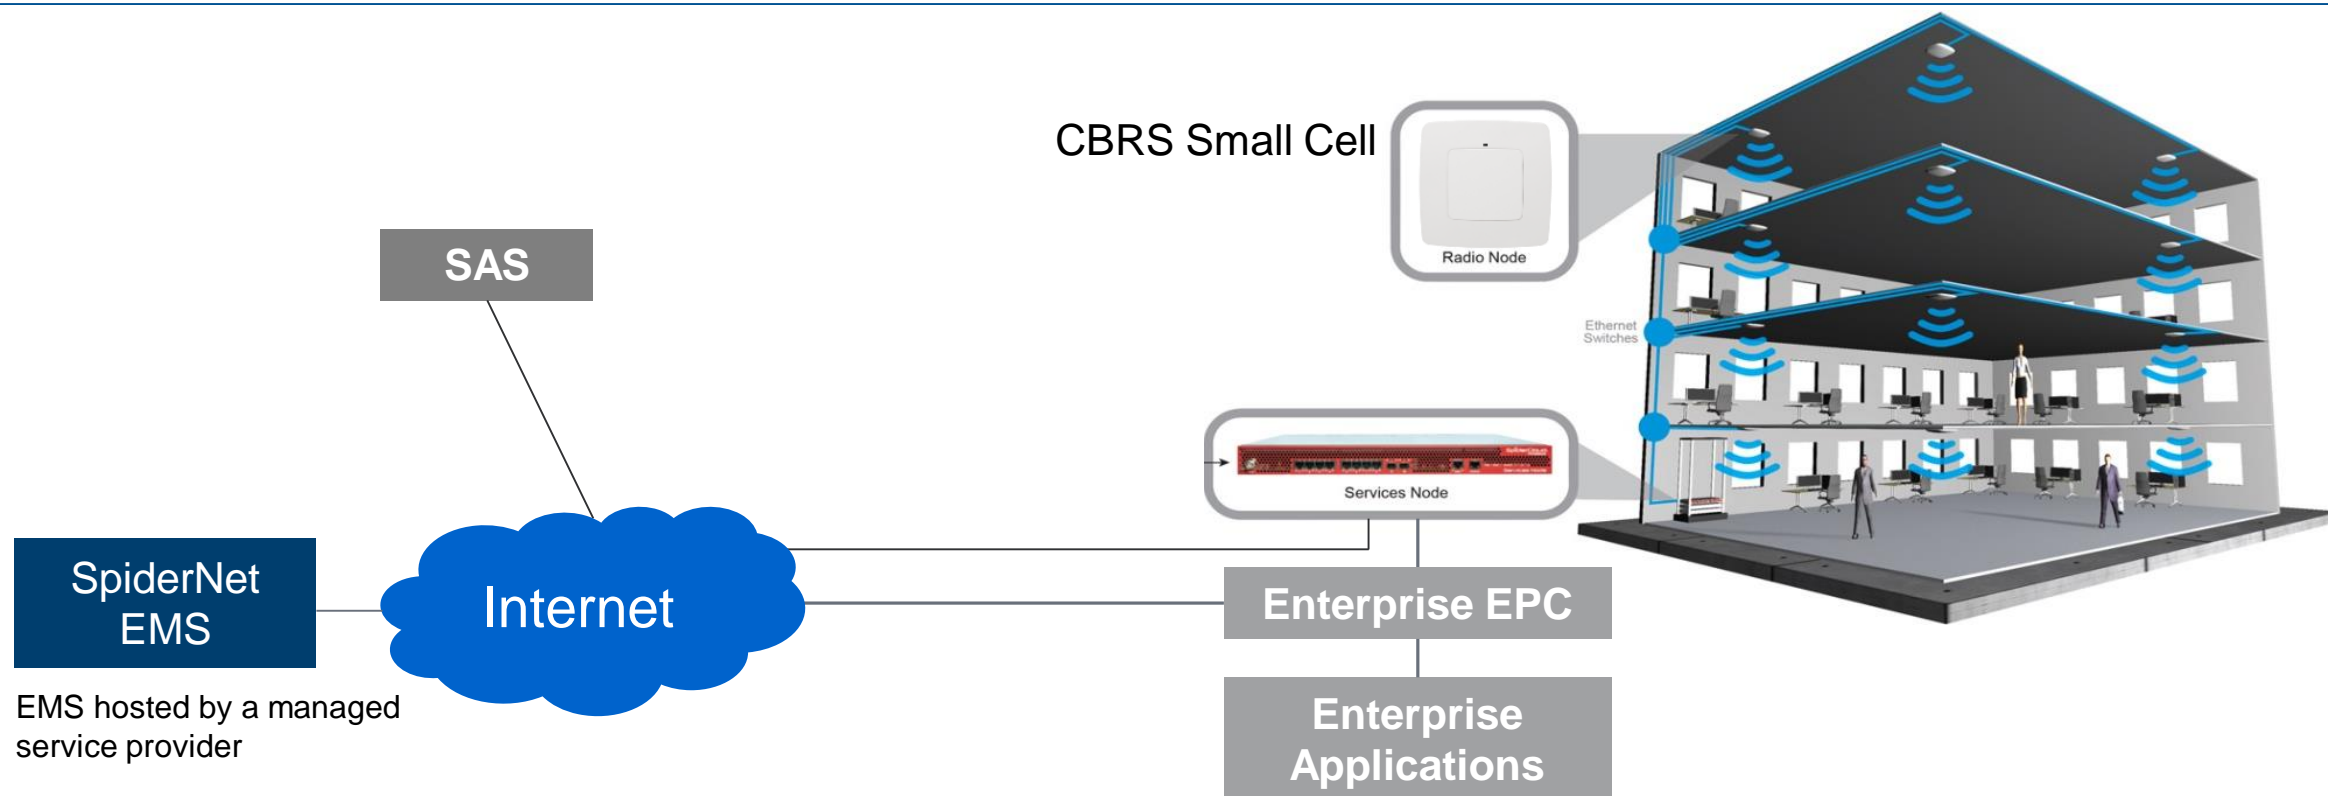 CBRS Small Cell
Radio Node
SAS
Ethernet
Switches
Services Node
SpiderNet
EMS
Internet
Enterprise EPC
EMS hosted by a managed
service provider
Enterprise
Applications